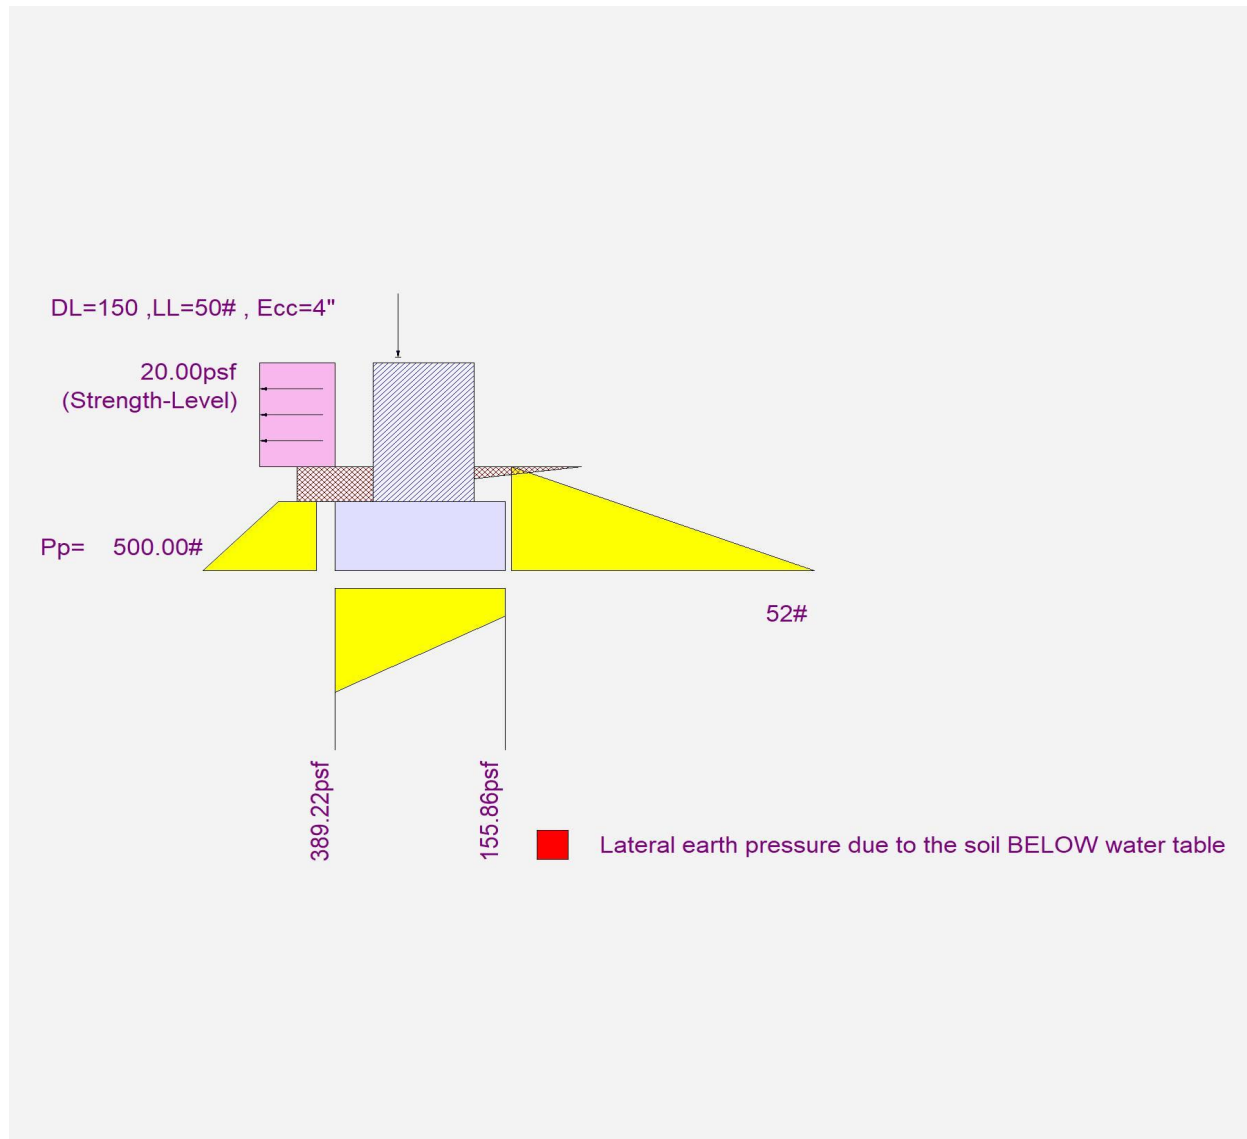 DL=150 ,LL=50# , Ecc=4"
20.00psf
(Strength-Level)
Pp= 500.00#
52#
389.22psf
155.86psf
Lateral earth pressure due to the soil BELOW water table